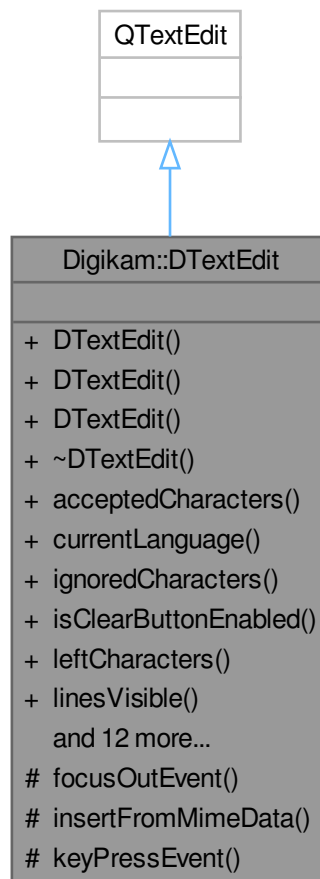 QTextEdit
Digikam::DTextEdit
+ DTextEdit()
+ DTextEdit()
+ DTextEdit()
+ ~DTextEdit()
+ acceptedCharacters()
+ currentLanguage()
+ ignoredCharacters()
+ isClearButtonEnabled()
+ leftCharacters()
+ linesVisible()
and 12 more...
# focusOutEvent()
# insertFromMimeData()
# keyPressEvent()